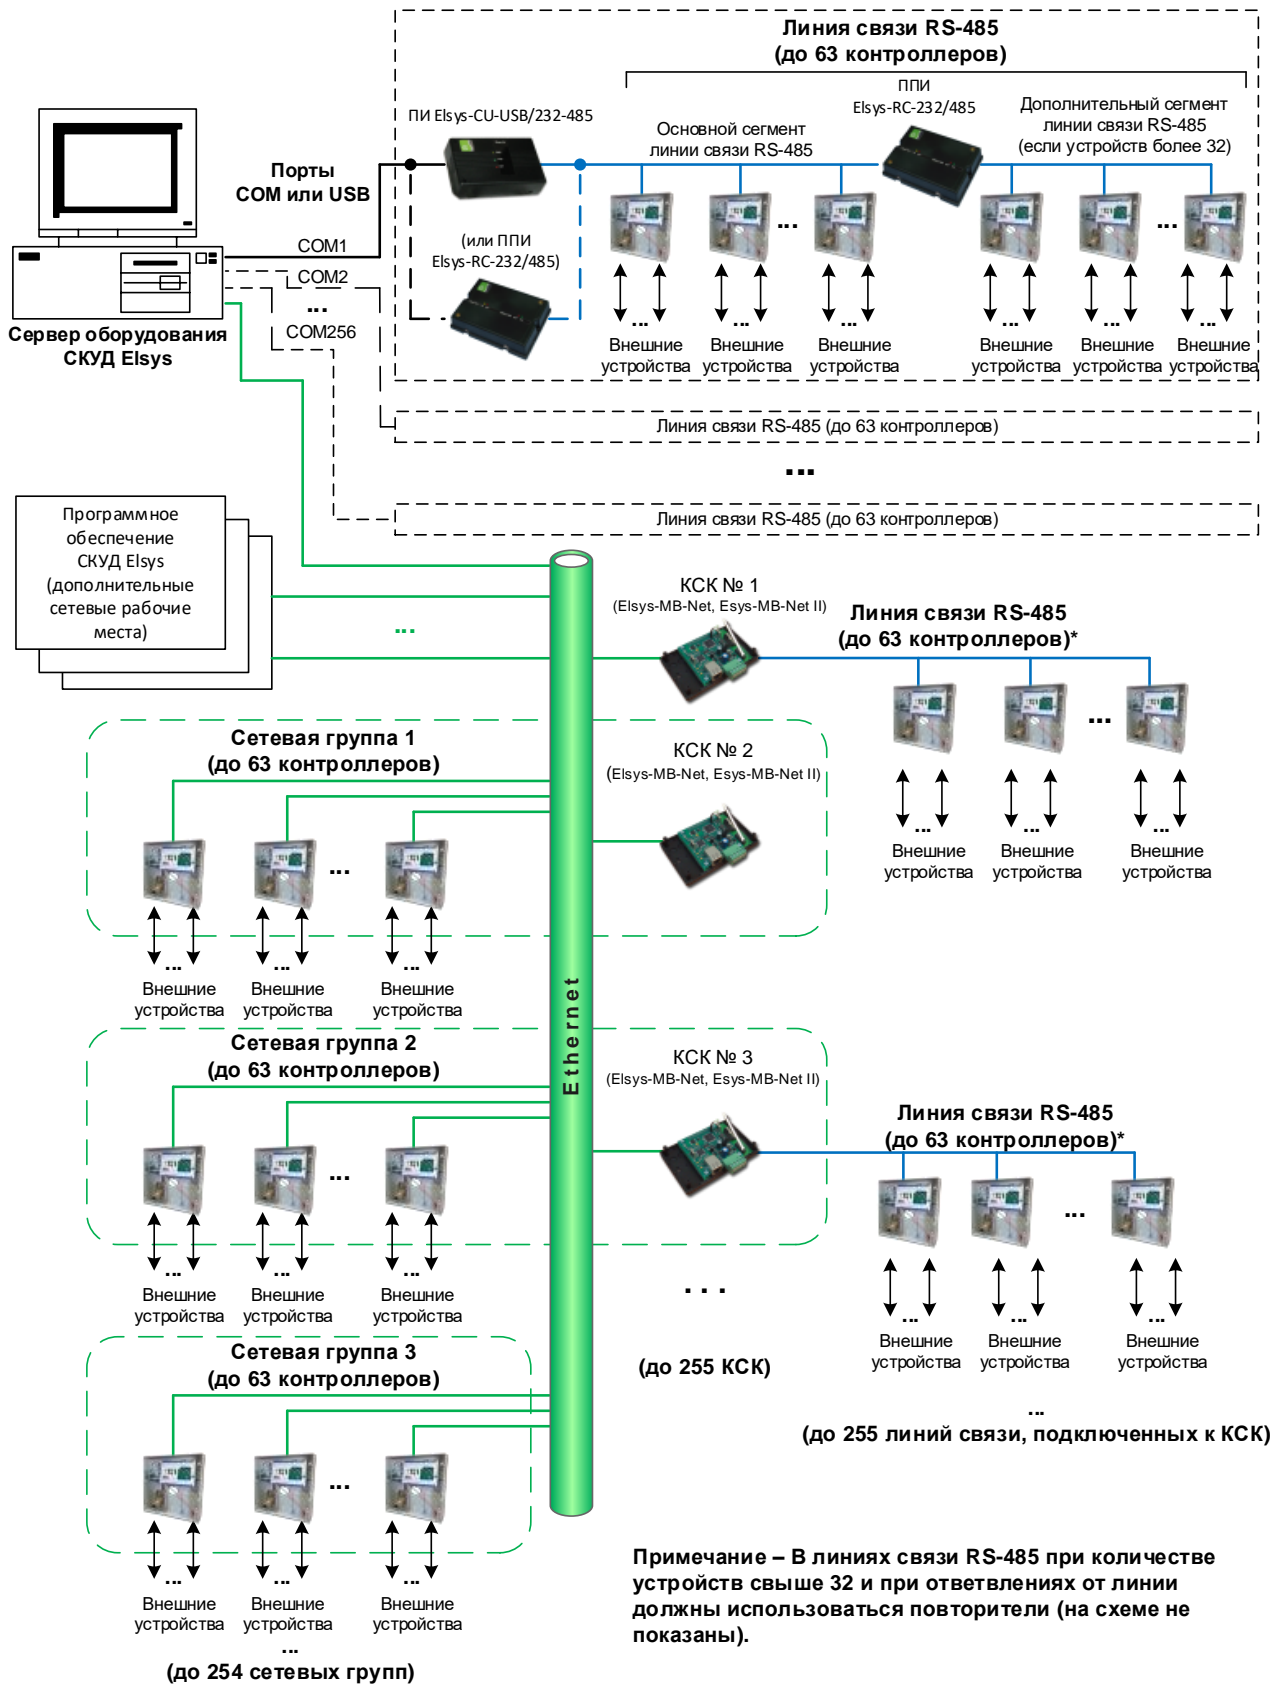 Линия связи RS-485
(до 63 контроллеров)
ПИ Elsys-CU-USB/232-485
Основной сегмент
линии связи RS-485
ППИ
Elsys-RC-232/485
Дополнительный сегмент
линии связи RS-485
(если устройств более 32)
Порты
COM или USB
(или ППИ
Elsys-RC-232/485)
...
...
COM1
COM2
...
COM256
Сервер оборудования
СКУД Elsys
...
Внешние
устройства
...
Внешние
устройства
...
Внешние
устройства
...
Внешние
устройства
...
Внешние
устройства
...
Внешние
устройства
Линия связи RS-485 (до 63 контроллеров)
...
Линия связи RS-485 (до 63 контроллеров)
Программное
обеспечение
СКУД Elsys
(дополнительные
сетевые рабочие
места)
...
Ethernet
КСК № 1
(Elsys-MB-Net, Esys-MB-Net II)
Линия связи RS-485
(до 63 контроллеров)*
...
...
Внешние
устройства
...
Внешние
устройства
...
Внешние
устройства
Сетевая группа 1
(до 63 контроллеров)
КСК № 2
(Elsys-MB-Net, Esys-MB-Net II)
...
...
Внешние
устройства
...
Внешние
устройства
...
Внешние
устройства
Сетевая группа 2
(до 63 контроллеров)
КСК № 3
(Elsys-MB-Net, Esys-MB-Net II)
Линия связи RS-485
(до 63 контроллеров)*
...
...
...
Внешние
устройства
...
Внешние
устройства
...
Внешние
устройства
...
Внешние
устройства
...
Внешние
устройства
...
Внешние
устройства
. . .
(до 255 КСК)
...
(до 255 линий связи, подключенных к КСК)
Сетевая группа 3
(до 63 контроллеров)
...
...
Внешние
устройства
...
Внешние
устройства
...
Внешние
устройства
...
(до 254 сетевых групп)
Примечание – В линиях связи RS-485 при количестве
устройств свыше 32 и при ответвлениях от линии
должны использоваться повторители (на схеме не
показаны).